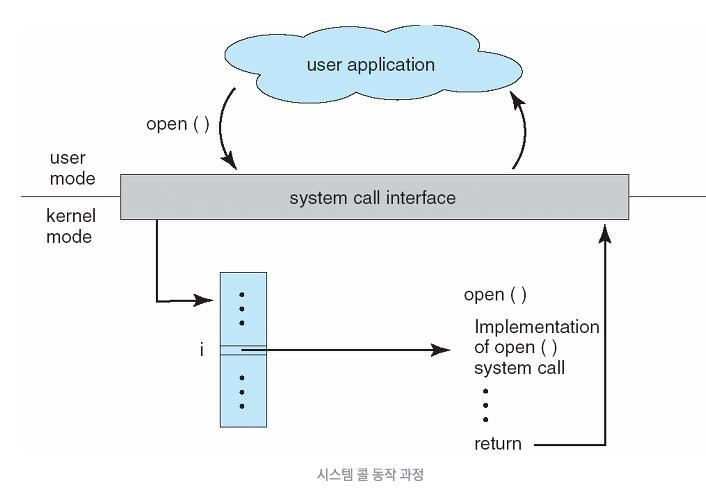 user application
open ( )
user
mode
system call interface
kernel
mode
open ( )
i
Implementation
of open ( )
system call
return
시스템 콜 동작 과정